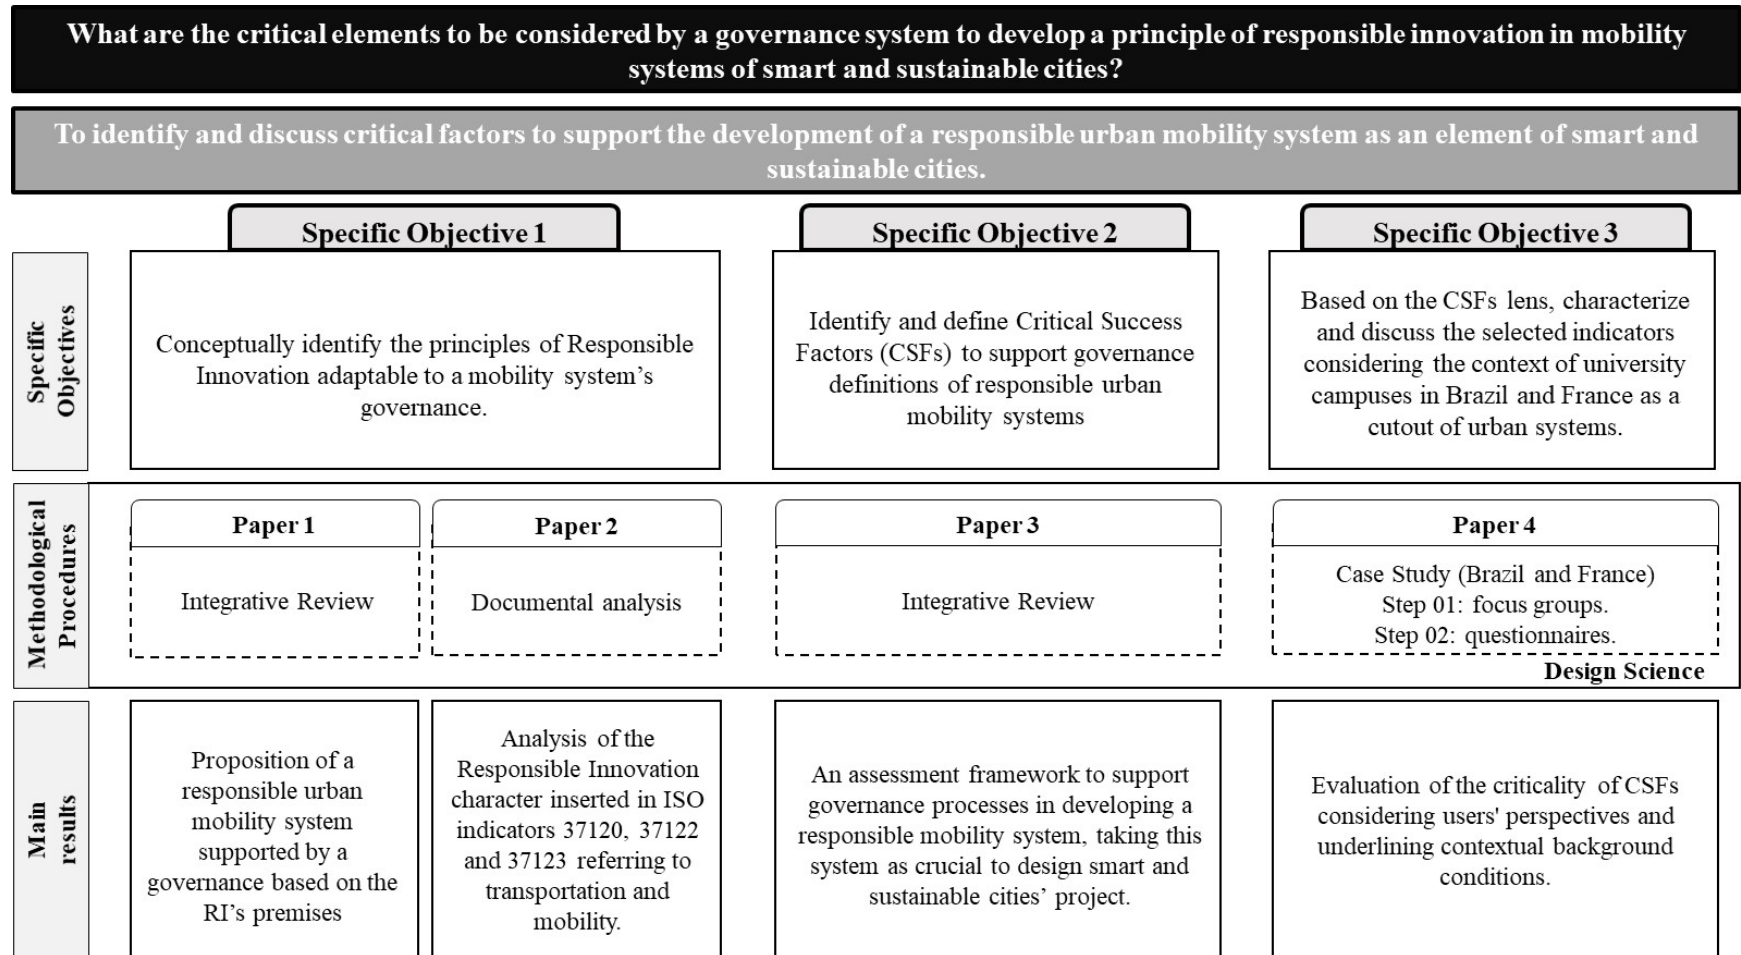 What are the critical elements to be considered by a governance system to develop a principle of responsible innovation in mobility
systems of smart and sustainable cities?
To identify and discuss critical factors to support the development of a responsible urban mobility system as an element of smart and
sustainable cities.
Specific Objective 1
Specific Objective 2
Specific Objective 3
Specific
Objectives
Conceptually identify the principles of Responsible
Innovation adaptable to a mobility system’s
governance.
Identify and define Critical Success
Factors (CSFs) to support governance
definitions of responsible urban
mobility systems
Based on the CSFs lens, characterize
and discuss the selected indicators
considering the context of university
campuses in Brazil and France as a
cutout of urban systems.
Methodological
Procedures
Paper 1
Integrative Review
Paper 2
Documental analysis
Paper 3
Integrative Review
Paper 4
Case Study (Brazil and France)
Step 01: focus groups.
Step 02: questionnaires.
Design Science
Main
results
Proposition of a
responsible urban
mobility system
supported by a
governance based on the
RI’s premises
Analysis of the
Responsible Innovation
character inserted in ISO
indicators 37120, 37122
and 37123 referring to
transportation and
mobility.
An assessment framework to support
governance processes in developing a
responsible mobility system, taking this
system as crucial to design smart and
sustainable cities’ project.
Evaluation of the criticality of CSFs
considering users' perspectives and
underlining contextual background
conditions.